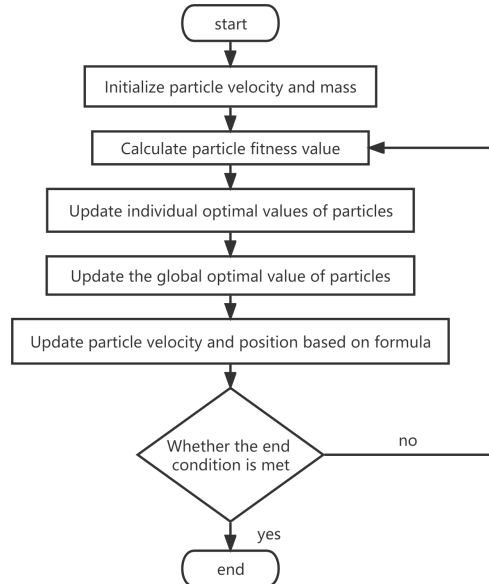 start
Initialize particle velocity and mass
Calculate particle fitness value
Update individual optimal values of particles
Update the global optimal value of particles
Update particle velocity and position based on formula
Whether the end
condition is met
no
yes
end